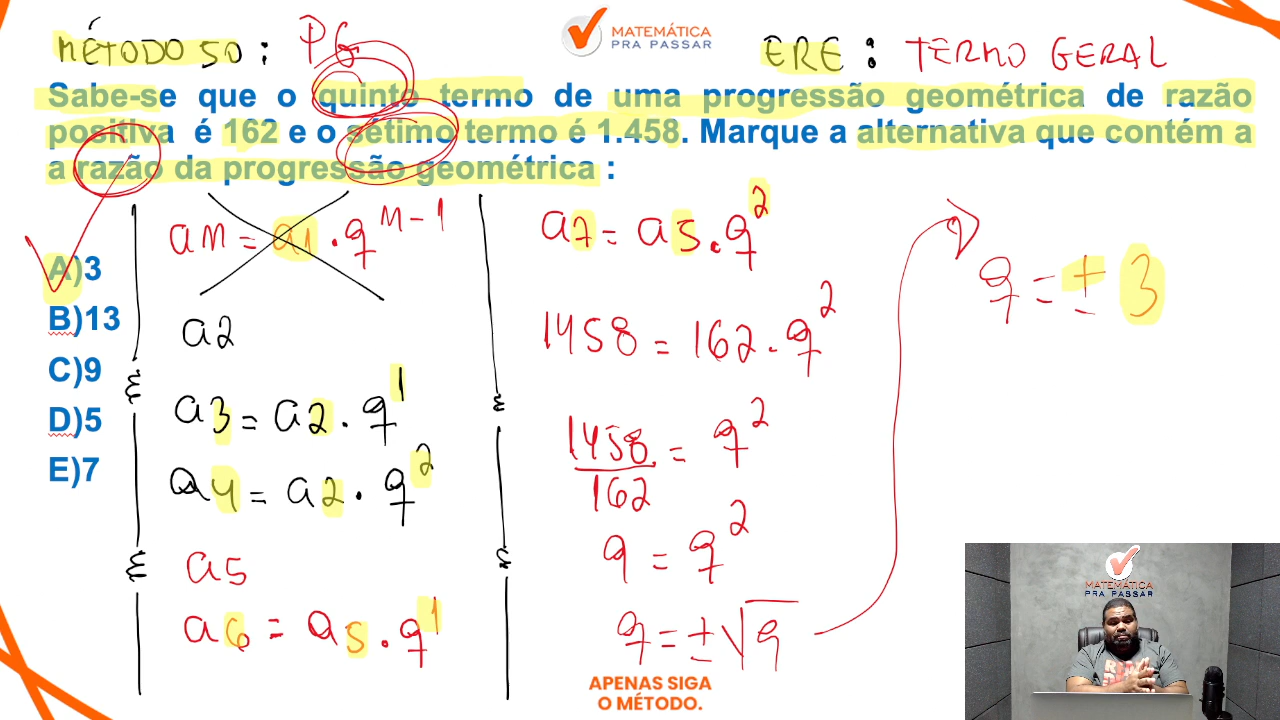 MÉTODO 50 : PG
MATEMÁTICA
PRA PASSAR
ERE : TERMO GERAL
Sabe-se que o quinto termo de uma progressão geométrica de razão
positiva é 162 e o sétimo termo é 1.458. Marque a alternativa que contém a
a razão da progressão geométrica :
A)3
B)13
C)9
D)5
E)7
an = a1 . q^n-1
a2
a3 = a2 . q^1
a4 = a2 . q^2
a5
a6 = a5 . q^1
a7 = a5 . q^2
1458 = 162 . q^2
1458/162 = q^2
9 = q^2
q = ±√9
q = ± 3
MATEMÁTICA
PRA PASSAR
APENAS SIGA
O MÉTODO.